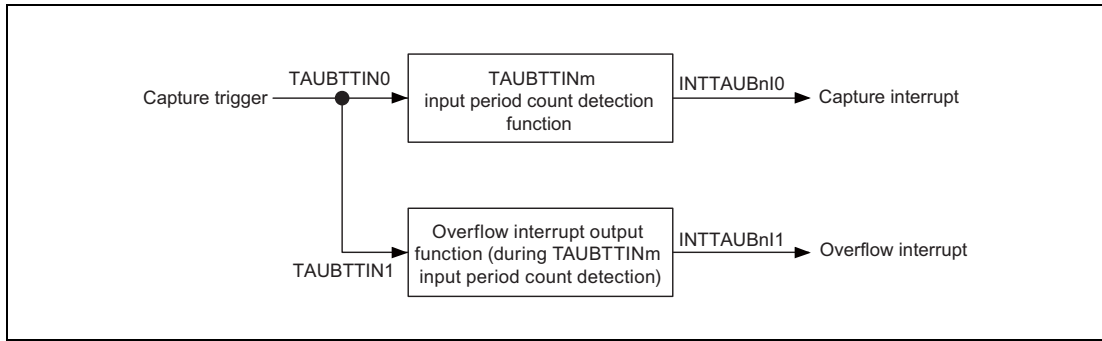 Capture trigger
TAUBTTIN0
TAUBTTINm
input period count detection
function
INTTAUBnI0
Capture interrupt
TAUBTTIN1
Overflow interrupt output
function (during TAUBTTINm
input period count detection)
INTTAUBnI1
Overflow interrupt